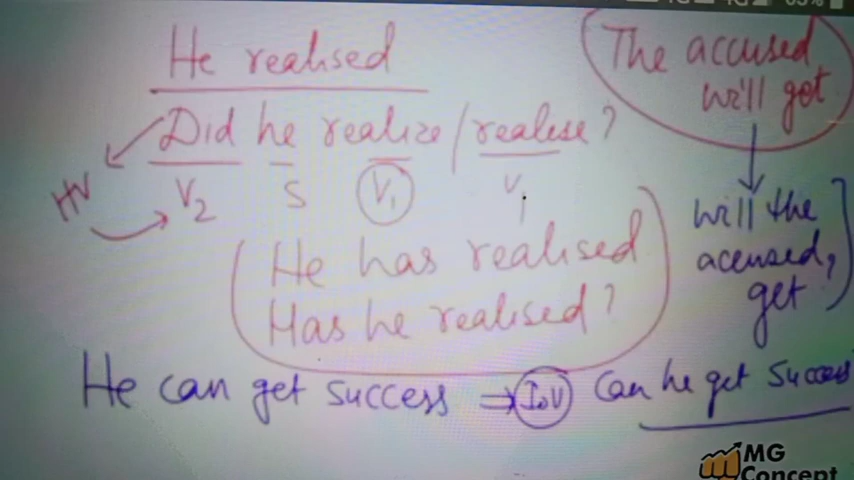 He realised
Did he realize/realise?
HV
V2 S V1 V1
He has realised
Has he realised?
The accused
will get
will the
accused,
get?
He can get success ⇒ IoV Can he get success
MG
Concept